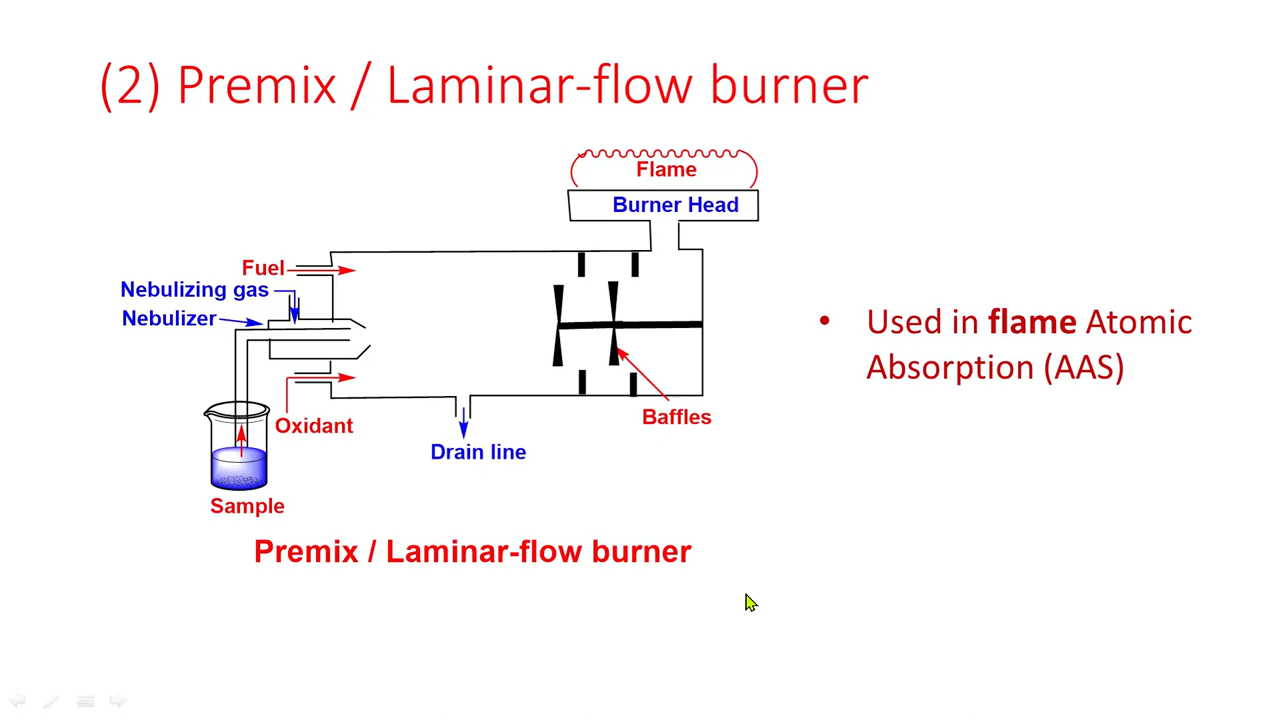 (2) Premix / Laminar-flow burner
Flame
Burner Head
Fuel
Nebulizing gas
Nebulizer
Oxidant
Baffles
Drain line
Sample
Premix / Laminar-flow burner
• Used in flame Atomic
Absorption (AAS)